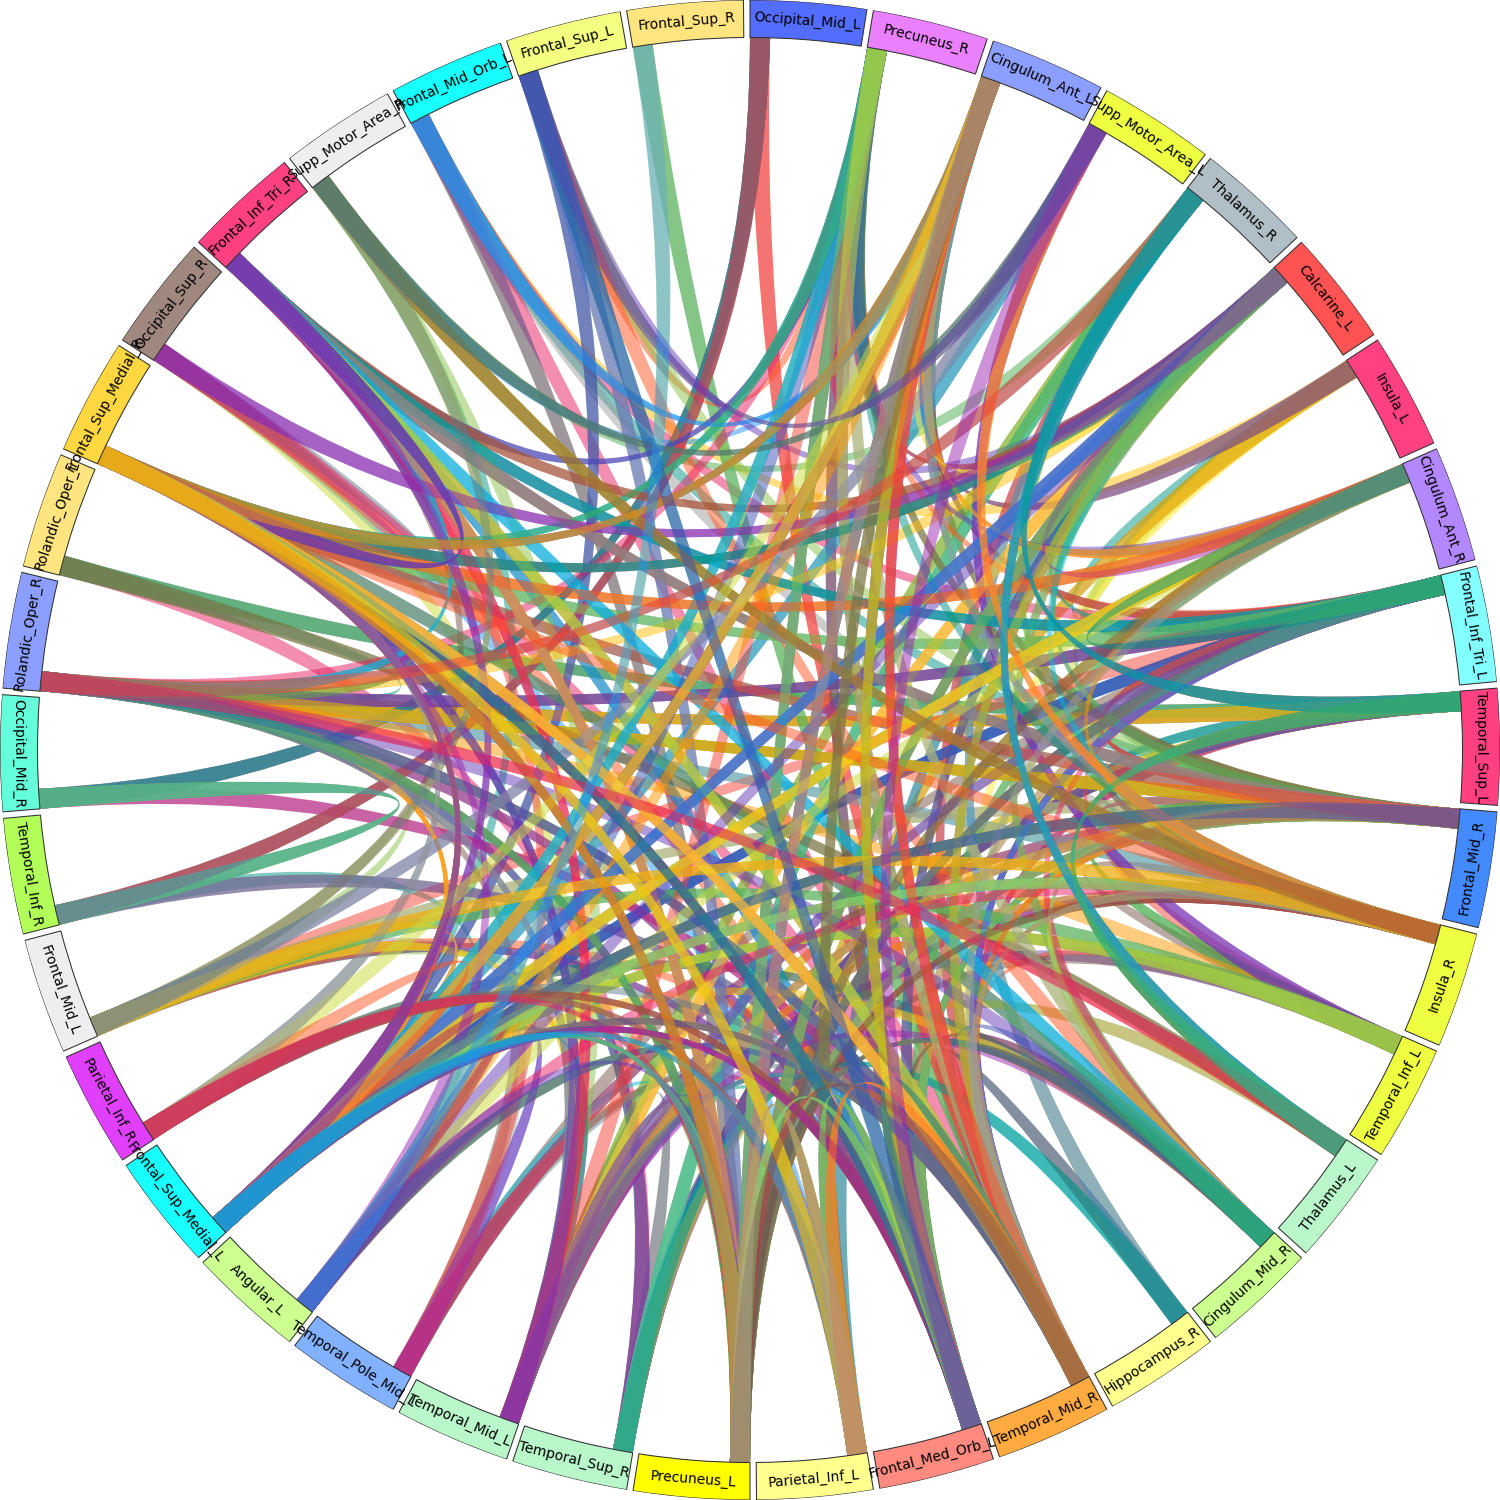 Occipital_Mid_L
Precuneus_R
Cingulum_Ant_L
Supp_Motor_Area_L
Thalamus_R
Calcarine_L
Insula_L
Cingulum_Ant_R
Frontal_Inf_Tri_L
Temporal_Sup_L
Frontal_Mid_R
Insula_R
Temporal_Inf_L
Thalamus_L
Cingulum_Mid_R
Hippocampus_R
Temporal_Mid_R
Frontal_Med_Orb_L
Parietal_Inf_L
Precuneus_L
Temporal_Sup_R
Temporal_Mid_L
Temporal_Pole_Mid_L
Angular_L
Frontal_Sup_Medial_L
Parietal_Inf_R
Frontal_Mid_L
Temporal_Inf_R
Occipital_Mid_R
Rolandic_Oper_R
Rolandic_Oper_L
Frontal_Sup_Medial_R
Occipital_Sup_R
Frontal_Inf_Tri_R
Supp_Motor_Area_R
Frontal_Mid_Orb_L
Frontal_Sup_L
Frontal_Sup_R